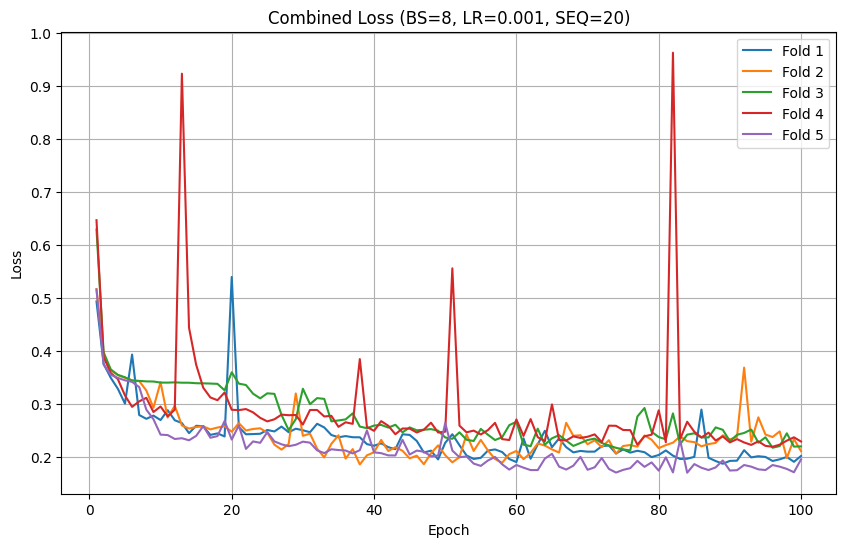 Combined Loss (BS=8, LR=0.001, SEQ=20)
1.0
0.9
0.8
0.7
0.6
0.5
0.4
0.3
0.2
Loss
0 20 40 60 80 100
Epoch
Fold 1
Fold 2
Fold 3
Fold 4
Fold 5